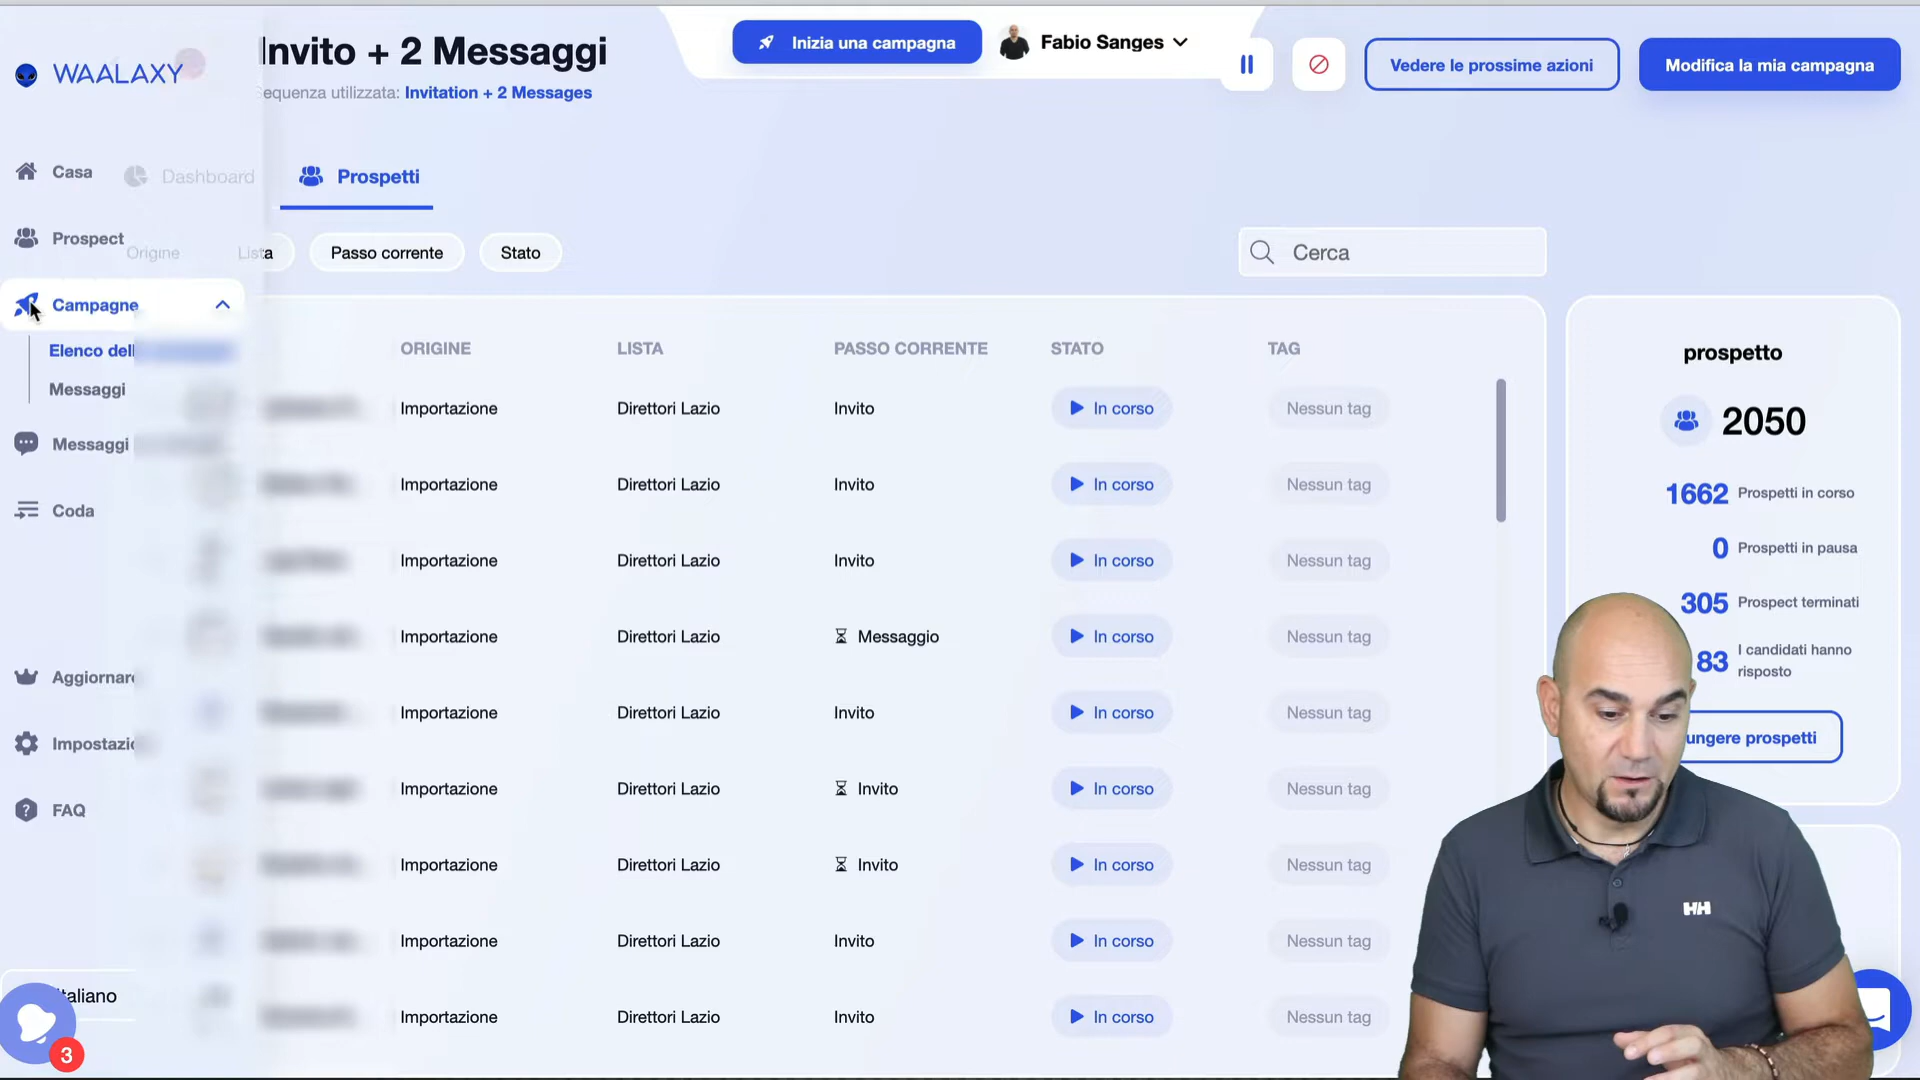 Invito + 2 Messaggi
Inizia una campagna
Fabio Sanges
Vedere le prossime azioni
Modifica la mia campagna
WAALAXY
equenza utilizzata: Invitation + 2 Messages
Casa
Dashboard
Prospetti
Prospect
Origine
Lista
Passo corrente
Stato
Cerca
Campagne
Elenco dell
Messaggi
Messaggi
Coda
Aggiornare
Impostazio
FAQ
Italiano
3
ORIGINE LISTA PASSO CORRENTE STATO TAG
Importazione Direttori Lazio Invito In corso Nessun tag
Importazione Direttori Lazio Invito In corso Nessun tag
Importazione Direttori Lazio Invito In corso Nessun tag
Importazione Direttori Lazio Messaggio In corso Nessun tag
Importazione Direttori Lazio Invito In corso Nessun tag
Importazione Direttori Lazio Invito In corso Nessun tag
Importazione Direttori Lazio Invito In corso Nessun tag
Importazione Direttori Lazio Invito In corso Nessun tag
Importazione Direttori Lazio Invito In corso Nessun tag
prospetto
2050
1662 Prospetti in corso
0 Prospetti in pausa
305 Prospect terminati
83 I candidati hanno
risposto
ungere prospetti
HH